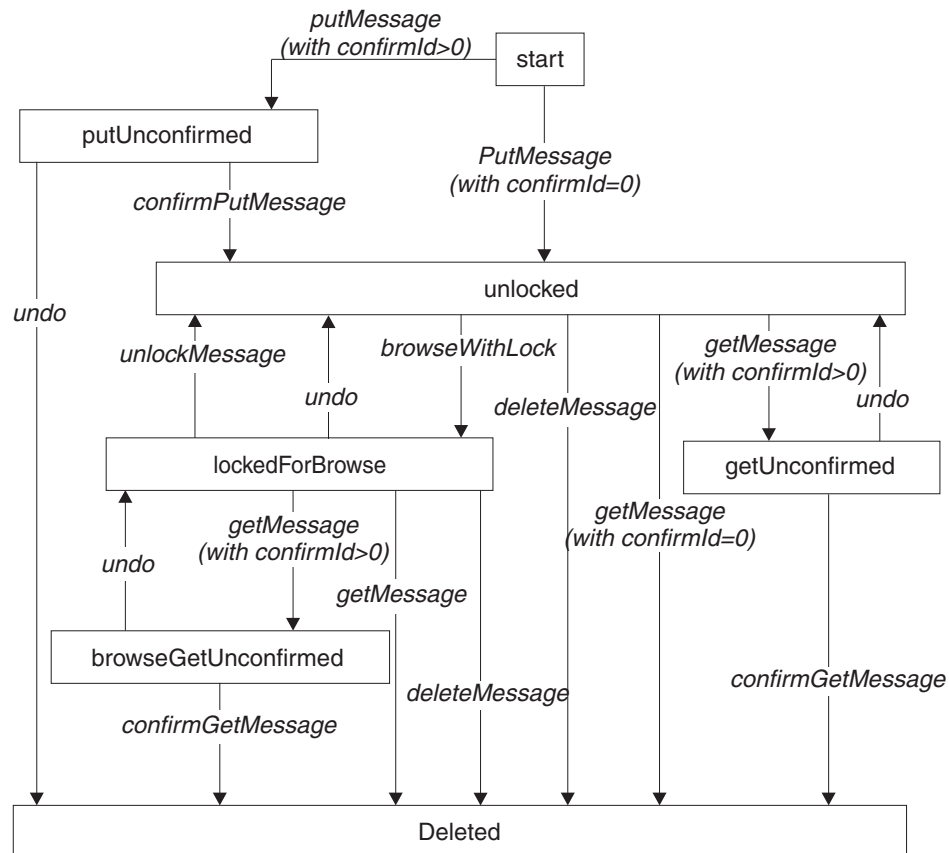 putMessage
(with confirmId>0)
start
putUnconfirmed
PutMessage
(with confirmId=0)
confirmPutMessage
unlocked
undo
unlockMessage
undo
browseWithLock
deleteMessage
getMessage
(with confirmId>0)
undo
lockedForBrowse
getUnconfirmed
undo
getMessage
(with confirmId>0)
getMessage
getMessage
(with confirmId=0)
browseGetUnconfirmed
confirmGetMessage
deleteMessage
confirmGetMessage
Deleted